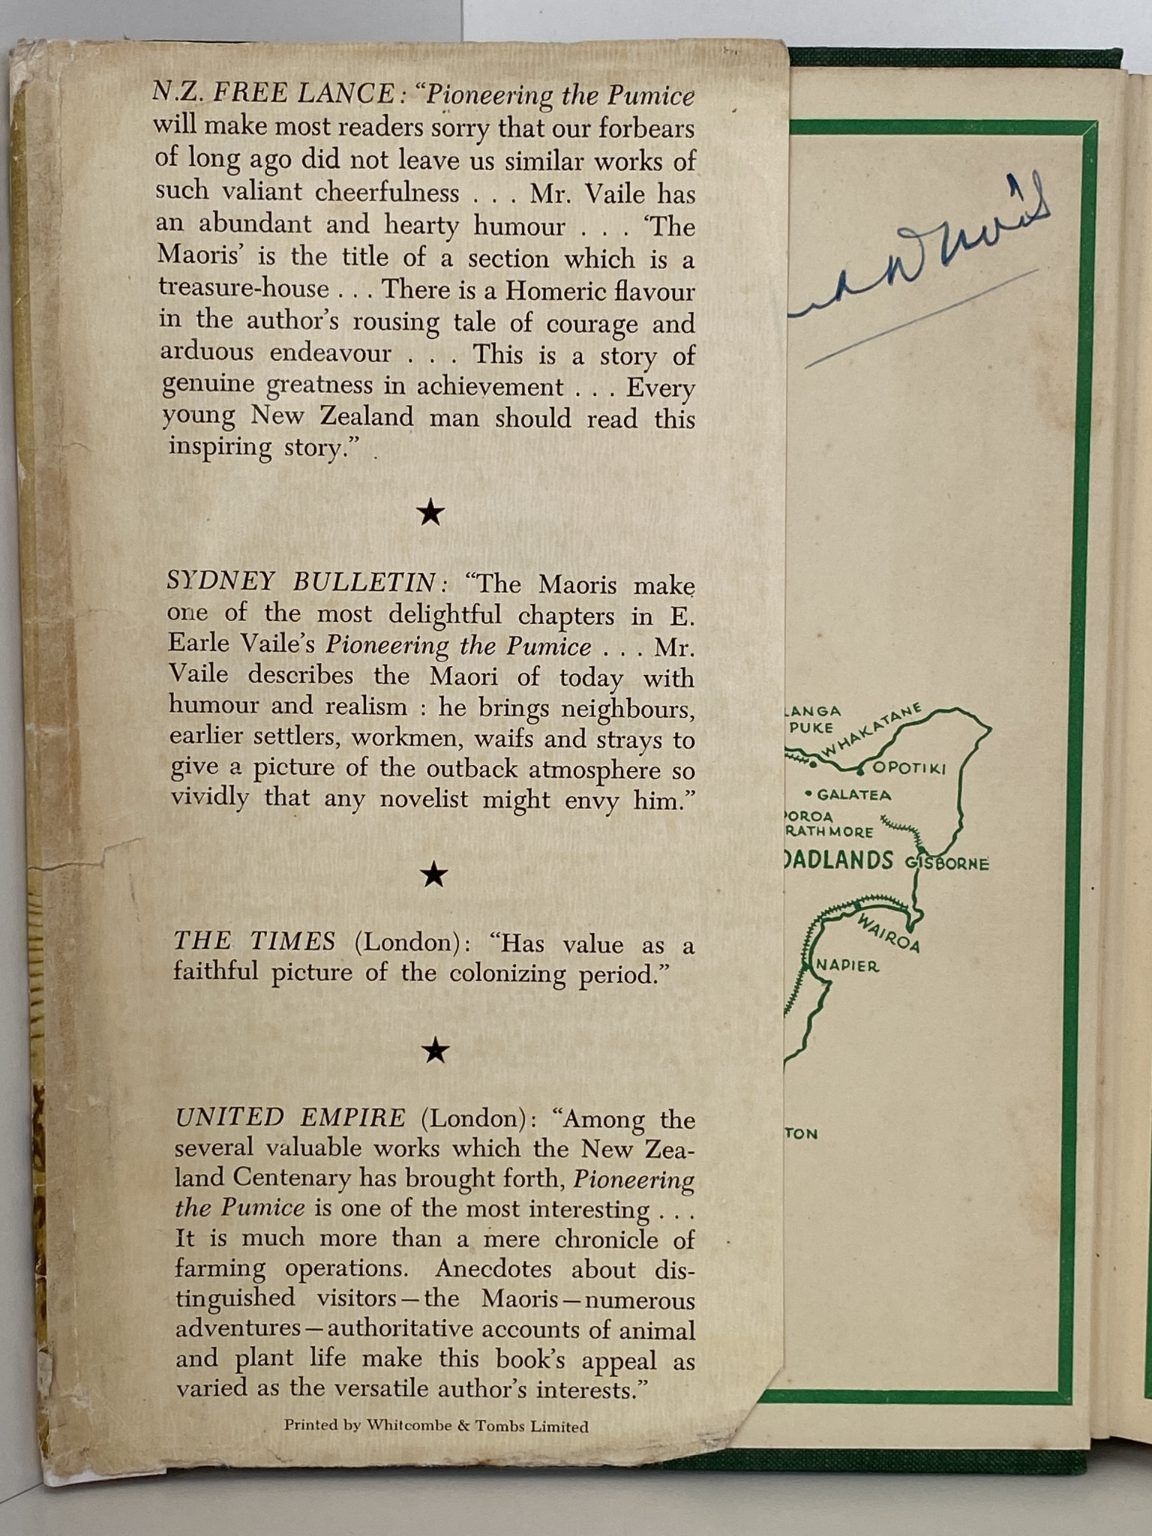 N.Z. FREE LANCE: “Pioneering the Pumice
will make most readers sorry that our forbears
of long ago did not leave us similar works of
such valiant cheerfulness . . . Mr. Vaile has
an abundant and hearty humour . . . ‘The
Maoris’ is the title of a section which is a
treasure-house . . . There is a Homeric flavour
in the author’s rousing tale of courage and
arduous endeavour . . . This is a story of
genuine greatness in achievement . . . Every
young New Zealand man should read this
inspiring story.”
★
SYDNEY BULLETIN: “The Maoris make
one of the most delightful chapters in E.
Earle Vaile’s Pioneering the Pumice . . . Mr.
Vaile describes the Maori of today with
humour and realism : he brings neighbours,
earlier settlers, workmen, waifs and strays to
give a picture of the outback atmosphere so
vividly that any novelist might envy him.”
★
THE TIMES (London): “Has value as a
faithful picture of the colonizing period.”
★
UNITED EMPIRE (London): “Among the
several valuable works which the New Zea-
land Centenary has brought forth, Pioneering
the Pumice is one of the most interesting . . .
It is much more than a mere chronicle of
farming operations. Anecdotes about dis-
tinguished visitors—the Maoris—numerous
adventures—authoritative accounts of animal
and plant life make this book’s appeal as
varied as the versatile author’s interests.”
Printed by Whitcombe & Tombs Limited
ANGA
PUKE
WHAKATANE
OPOTIKI
GALATEA
OROA
RATHMORE
OADLANDS
GISBORNE
WAIROA
NAPIER
TON